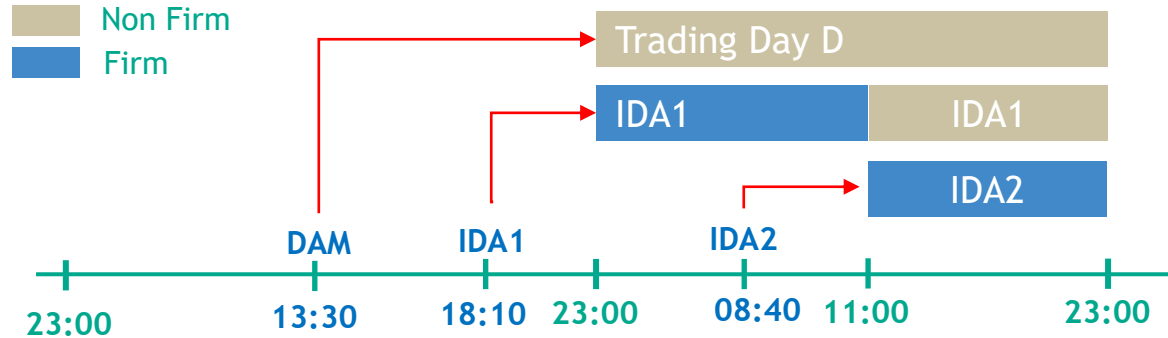 Non Firm
Firm
Trading Day D
IDA1 IDA1
IDA2
DAM IDA1 IDA2
23:00 13:30 18:10 23:00 08:40 11:00 23:00